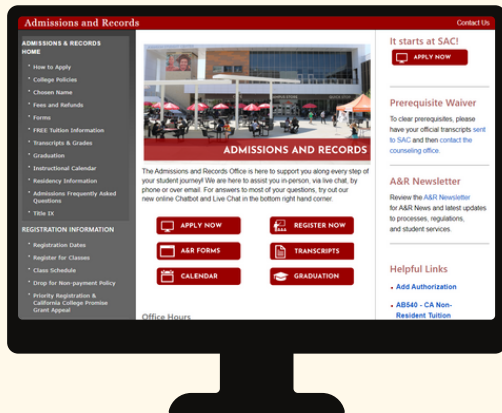 Admissions and Records
Contact Us
ADMISSIONS & RECORDS
HOME
* How to Apply
* College Policies
* Chosen Name
* Fees and Refunds
* Forms
* FREE Tuition Information
* Transcripts & Grades
* Graduation
* Instructional Calendar
* Residency Information
* Admissions Frequently Asked
Questions
* Title IX
REGISTRATION INFORMATION
* Registration Dates
* Register for Classes
* Class Schedule
* Drop for Non-payment Policy
* Priority Registration &
California College Promise
Grant Appeal
ADMISSIONS AND RECORDS
The Admissions and Records Office is here to support you along every step of
your student journey! We are here to assist you in-person, via live chat, by
phone or over email. For answers to most of your questions, try out our
new online Chatbot and Live Chat in the bottom right hand corner.
APPLY NOW
REGISTER NOW
A&R FORMS
TRANSCRIPTS
CALENDAR
GRADUATION
Office Hours
It starts at SAC!
APPLY NOW
Prerequisite Waiver
To clear prerequisites, please
have your official transcripts sent
to SAC and then contact the
counseling office.
A&R Newsletter
Review the A&R Newsletter
for A&R News and latest updates
to processes, regulations,
and student services.
Helpful Links
• Add Authorization
• AB540 - CA Non-
Resident Tuition